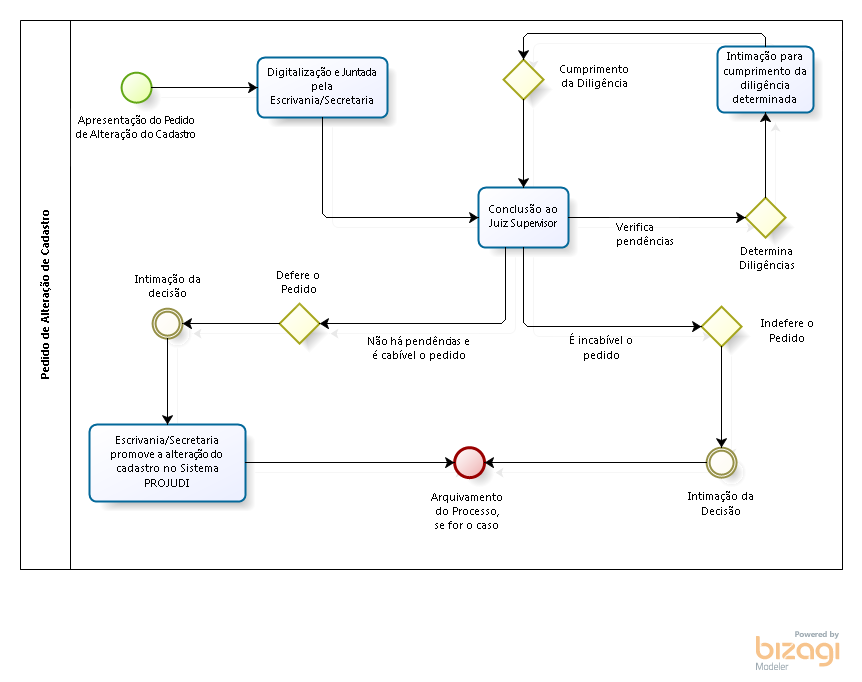 Pedido de Alteração de Cadastro
Apresentação do Pedido
de Alteração do Cadastro
Digitalização e Juntada
pela
Escrivania/Secretaria
Cumprimento
da Diligência
Intimação para
cumprimento da
diligência
determinada
Conclusão ao
Juiz Supervisor
Verifica
pendências
Determina
Diligências
Intimação da
decisão
Defere o
Pedido
Não há pendências e
é cabível o pedido
É incabível o
pedido
Indefere o
Pedido
Escrivania/Secretaria
promove a alteração do
cadastro no Sistema
PROJUDI
Arquivamento
do Processo,
se for o caso
Intimação da
Decisão
Powered by
bizagi
Modeler